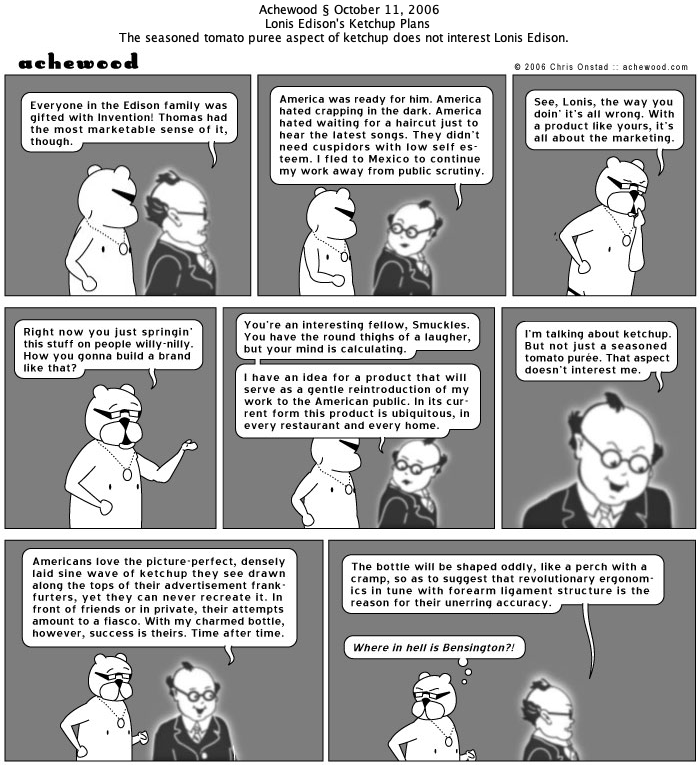 Achewood § October 11, 2006
Lonis Edison's Ketchup Plans
The seasoned tomato puree aspect of ketchup does not interest Lonis Edison.
achewood
© 2006 Chris Onstad :: achewood.com
Everyone in the Edison family was
gifted with Invention! Thomas had
the most marketable sense of it,
though.
America was ready for him. America
hated crapping in the dark. America
hated waiting for a haircut just to
hear the latest songs. They didn't
need cuspidors with low self es-
teem. I fled to Mexico to continue
my work away from public scrutiny.
See, Lonis, the way you
doin' it's all wrong. With
a product like yours, it's
all about the marketing.
Right now you just springin'
this stuff on people willy-nilly.
How you gonna build a brand
like that?
You're an interesting fellow, Smuckles.
You have the round thighs of a laugher,
but your mind is calculating.
I have an idea for a product that will
serve as a gentle reintroduction of my
work to the American public. In its cur-
rent form this product is ubiquitous, in
every restaurant and every home.
I'm talking about ketchup.
But not just a seasoned
tomato purée. That aspect
doesn't interest me.
Americans love the picture-perfect, densely
laid sine wave of ketchup they see drawn
along the tops of their advertisement frank-
furters, yet they can never recreate it. In
front of friends or in private, their attempts
amount to a fiasco. With my charmed bottle,
however, success is theirs. Time after time.
The bottle will be shaped oddly, like a perch with a
cramp, so as to suggest that revolutionary ergonom-
ics in tune with forearm ligament structure is the
reason for their unerring accuracy.
Where in hell is Bensington?!